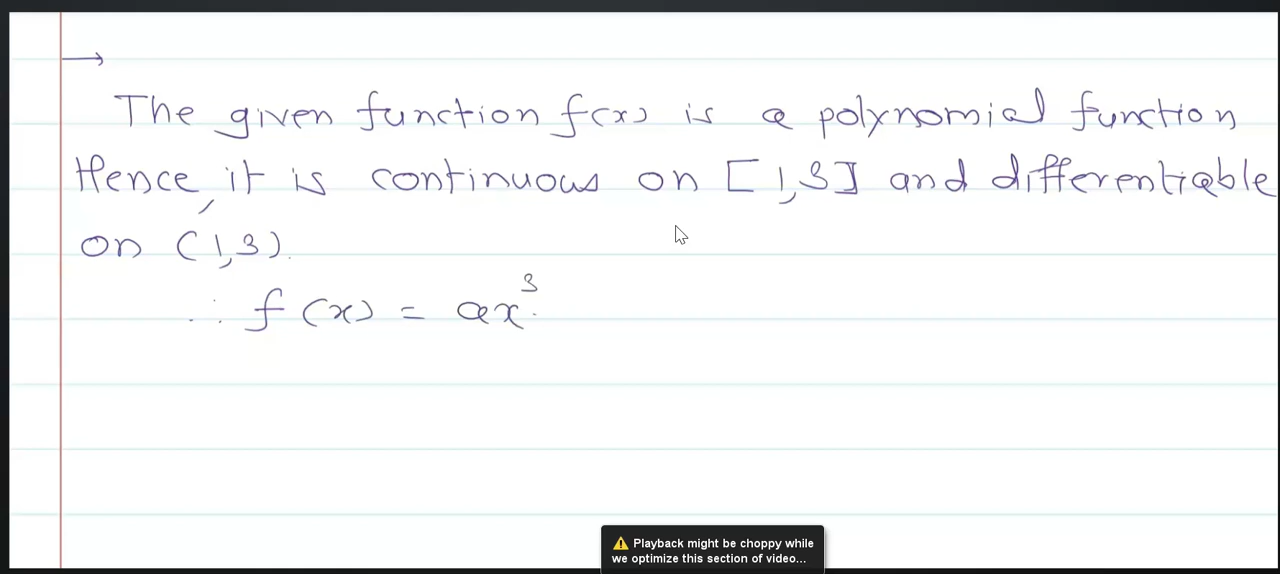 →
The given function f(x) is a polynomial function
Hence, it is continuous on [1,3] and differentiable
on (1,3).
∴ f(x) = ax³
⚠ Playback might be choppy while
we optimize this section of video...